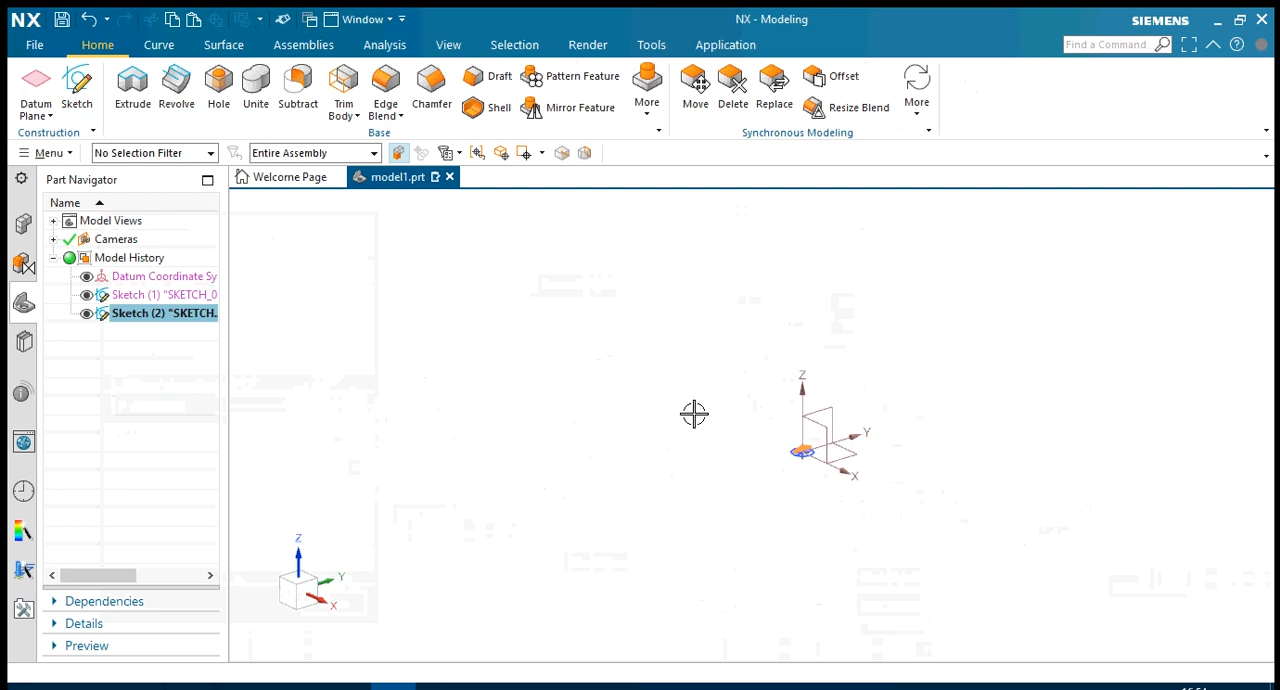 NX Window NX - Modeling SIEMENS
File Home Curve Surface Assemblies Analysis View Selection Render Tools Application Find a Command
Datum Plane Sketch Extrude Revolve Hole Unite Subtract Trim Body Edge Blend Chamfer Draft Shell Pattern Feature Mirror Feature More Move Delete Replace Offset Resize Blend More
Construction Base Synchronous Modeling
Menu No Selection Filter Entire Assembly
Part Navigator Welcome Page model1.prt
Name
Model Views
Cameras
Model History
Datum Coordinate Sy
Sketch (1) "SKETCH_0
Sketch (2) "SKETCH.
Z
Y
X
Z
Y
X
Dependencies
Details
Preview